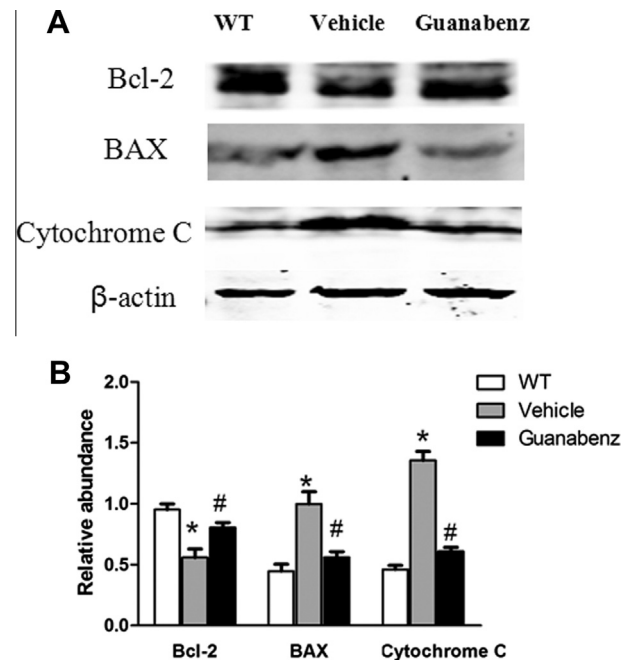 A
WT Vehicle Guanabenz
Bcl-2
BAX
Cytochrome C
β-actin
B
2.0
1.5
1.0
0.5
0.0
Relative abundance
* #
* #
* #
Bcl-2 BAX Cytochrome C
WT
Vehicle
Guanabenz